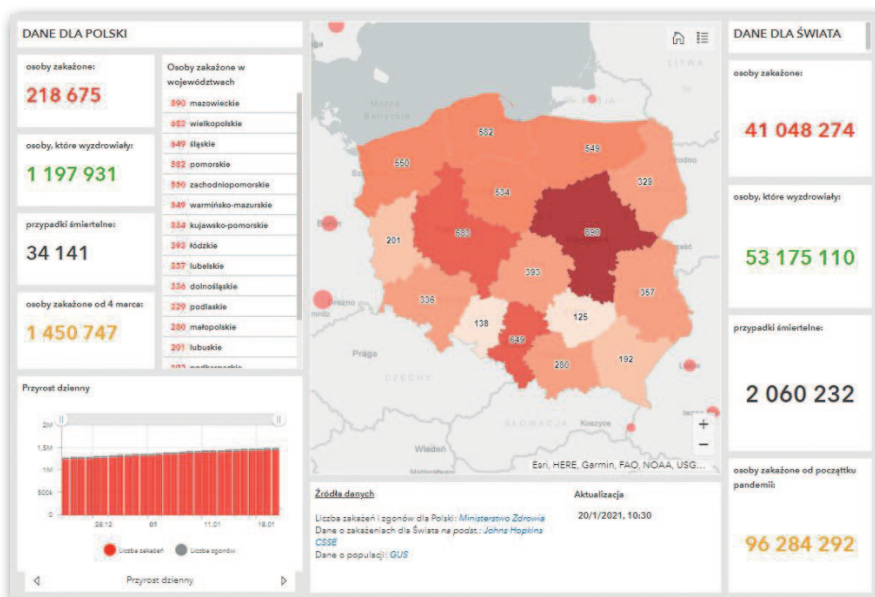 DANE DLA POLSKI
osoby zakażone:
218 675
osoby, które wyzdrowiały:
1 197 931
przypadki śmiertelne:
34 141
osoby zakażone od 4 marca:
1 450 747
Osoby zakażone w
województwach
890 mazowieckie
683 wielkopolskie
649 śląskie
582 pomorskie
550 zachodniopomorskie
549 warmińsko-mazurskie
534 kujawsko-pomorskie
393 łódzkie
357 lubelskie
336 dolnośląskie
329 podlaskie
280 małopolskie
201 lubuskie
192 podkarpackie
Przyrost dzienny
2M
1,5M
1M
500k
0
28.12
01
11.01
18.01
Liczba zakażeń
Liczba zgonów
Przyrost dzienny
LITWA
Morze
Bałtyckie
ROSJA
582
550
549
329
534
201
683
890
393
357
336
138
649
125
280
192
Drezno
Praga
CZECHY
SŁOWACJA
Koszyce
Wiedeń
+
−
Esri, HERE, Garmin, FAO, NOAA, USG...
Źródła danych
Liczba zakażeń i zgonów dla Polski: Ministerstwo Zdrowia
Dane o zakażeniach dla Świata na podst.: Johns Hopkins
CSSE
Dane o populacji: GUS
Aktualizacja
20/1/2021, 10:30
DANE DLA ŚWIATA
osoby zakażone:
41 048 274
osoby, które wyzdrowiały:
53 175 110
przypadki śmiertelne:
2 060 232
osoby zakażone od początku
pandemii:
96 284 292